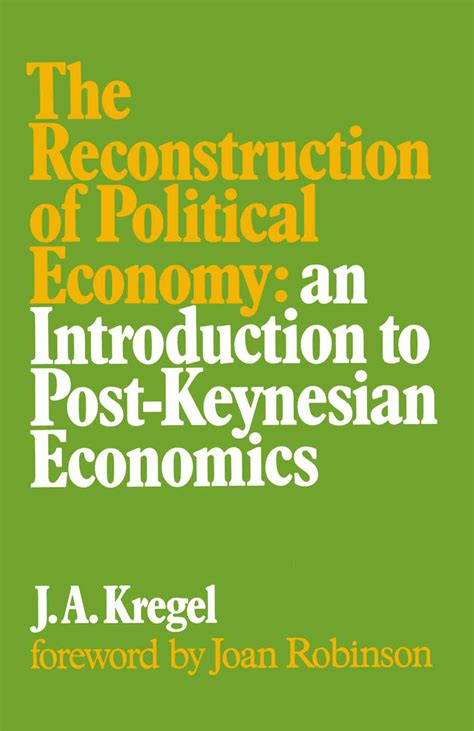 The
Reconstruction
of Political
Economy: an
Introduction to
Post-Keynesian
Economics
J. A. Kregel
foreword by Joan Robinson